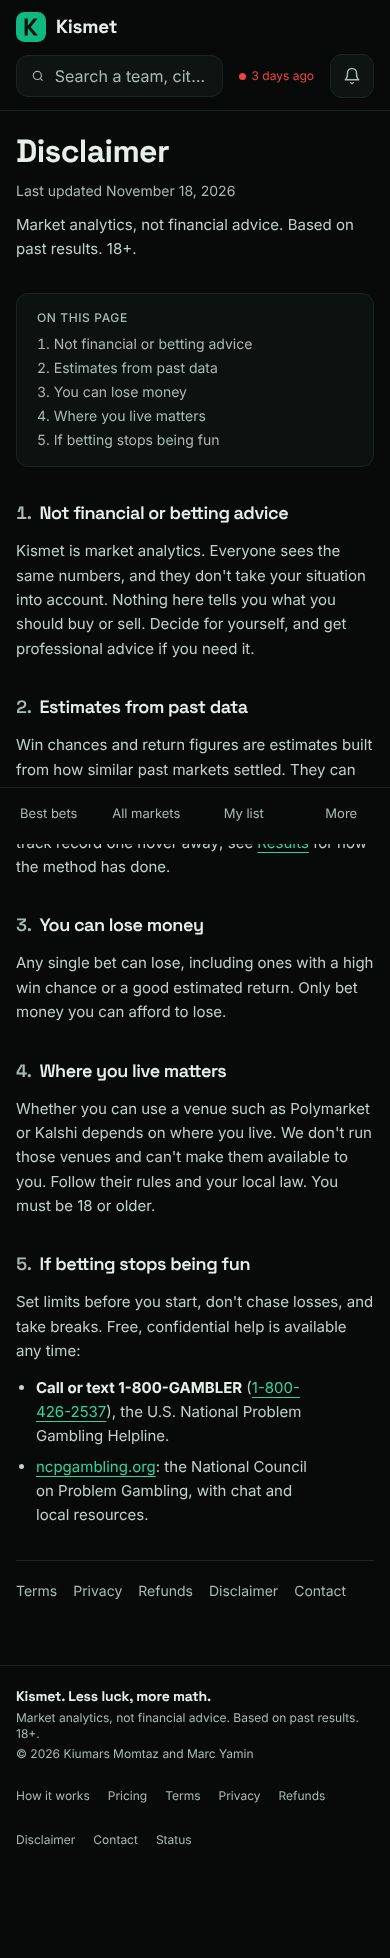 Kismet
Search a team, cit...
3 days ago
Disclaimer
Last updated November 18, 2026
Market analytics, not financial advice. Based on
past results. 18+.
ON THIS PAGE
1. Not financial or betting advice
2. Estimates from past data
3. You can lose money
4. Where you live matters
5. If betting stops being fun
1. Not financial or betting advice
Kismet is market analytics. Everyone sees the
same numbers, and they don't take your situation
into account. Nothing here tells you what you
should buy or sell. Decide for yourself, and get
professional advice if you need it.
2. Estimates from past data
Win chances and return figures are estimates built
from how similar past markets settled. They can
Best bets All markets My list More
track record one hover away; see Results for how
the method has done.
3. You can lose money
Any single bet can lose, including ones with a high
win chance or a good estimated return. Only bet
money you can afford to lose.
4. Where you live matters
Whether you can use a venue such as Polymarket
or Kalshi depends on where you live. We don't run
those venues and can't make them available to
you. Follow their rules and your local law. You
must be 18 or older.
5. If betting stops being fun
Set limits before you start, don't chase losses, and
take breaks. Free, confidential help is available
any time:
• Call or text 1-800-GAMBLER (1-800-
426-2537), the U.S. National Problem
Gambling Helpline.
• ncpgambling.org: the National Council
on Problem Gambling, with chat and
local resources.
Terms Privacy Refunds Disclaimer Contact
Kismet. Less luck, more math.
Market analytics, not financial advice. Based on past results.
18+.
© 2026 Kiumars Momtaz and Marc Yamin
How it works Pricing Terms Privacy Refunds
Disclaimer Contact Status